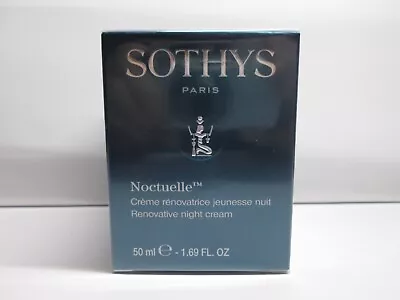 SOTHYS
PARIS
Noctuelle™
Crème rénovatrice jeunesse nuit
Renovative night cream
50 ml ℮ - 1.69 FL. OZ